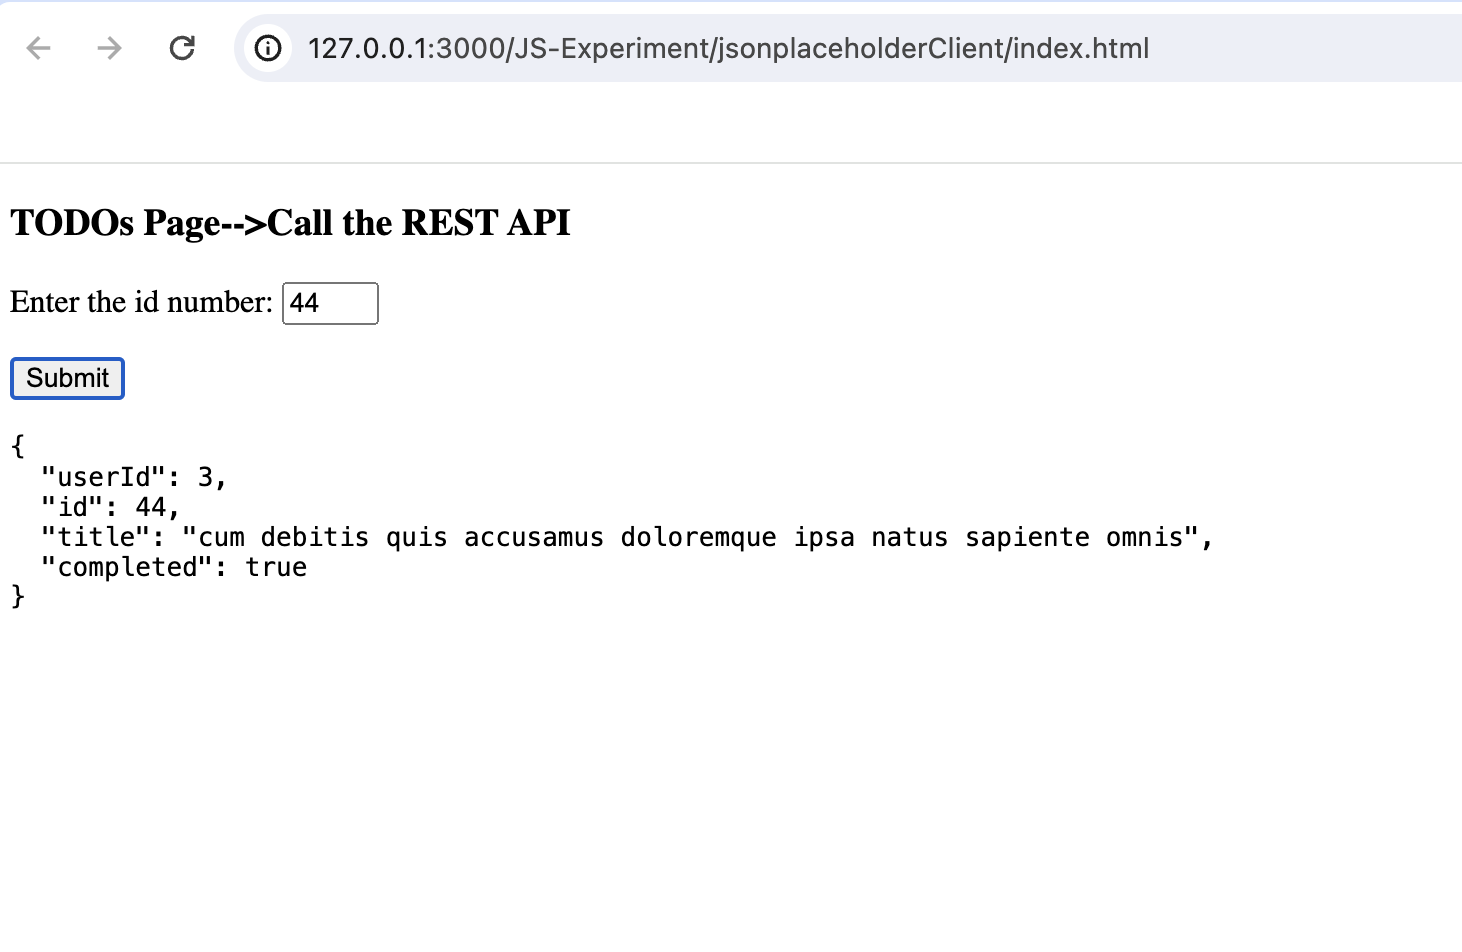 127.0.0.1:3000/JS-Experiment/jsonplaceholderClient/index.html
TODOs Page-->Call the REST API
Enter the id number: 44
Submit
{
  "userId": 3,
  "id": 44,
  "title": "cum debitis quis accusamus doloremque ipsa natus sapiente omnis",
  "completed": true
}